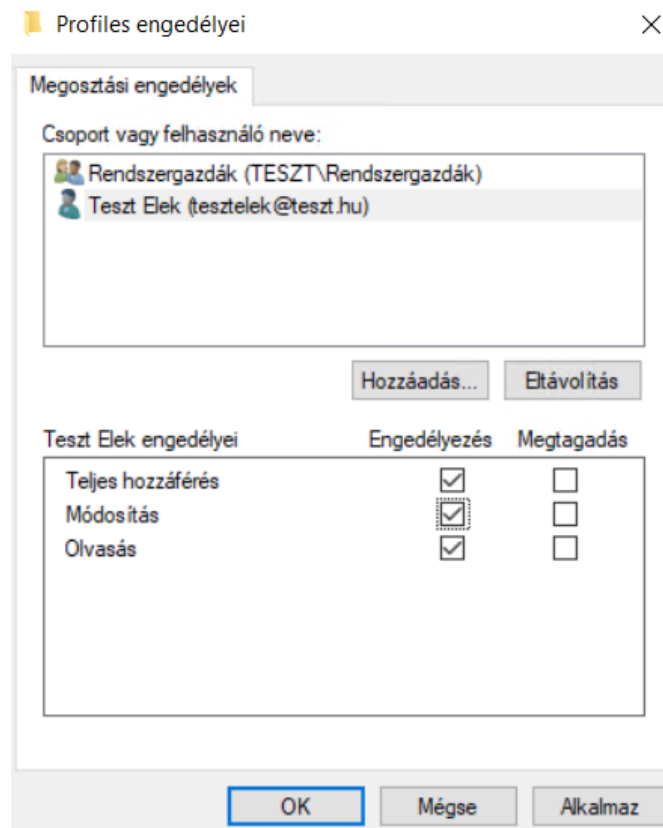 Profiles engedélyei
Megosztási engedélyek
Csoport vagy felhasználó neve:
Rendszergazdák (TESZT\Rendszergazdák)
Teszt Elek (tesztelek@teszt.hu)
Hozzáadás... Eltávolítás
Teszt Elek engedélyei Engedélyezés Megtagadás
Teljes hozzáférés
Módosítás
Olvasás
OK Mégse Alkalmaz